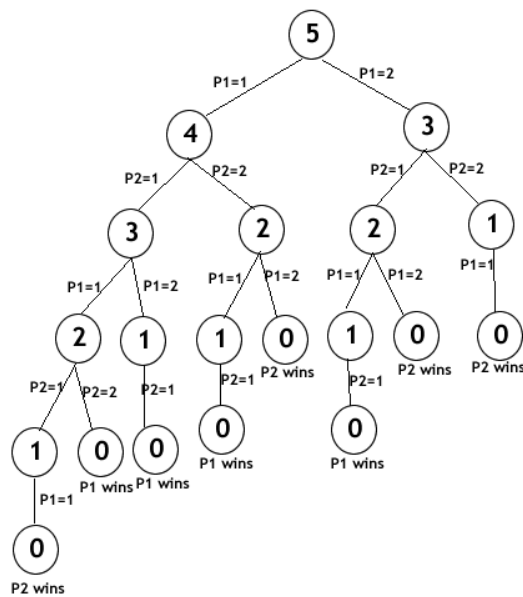 5
P1=1 P1=2
4 3
P2=1 P2=2 P2=1 P2=2
3 2 2 1
P1=1 P1=2 P1=1 P1=2 P1=1 P1=2 P1=1
2 1 1 0 1 0 0
P2 wins P2 wins P2 wins
P2=1 P2=2 P2=1 P2=1 P2=1
1 0 0 0 0
P1 wins P1 wins P1 wins P1 wins
P1=1
0
P2 wins